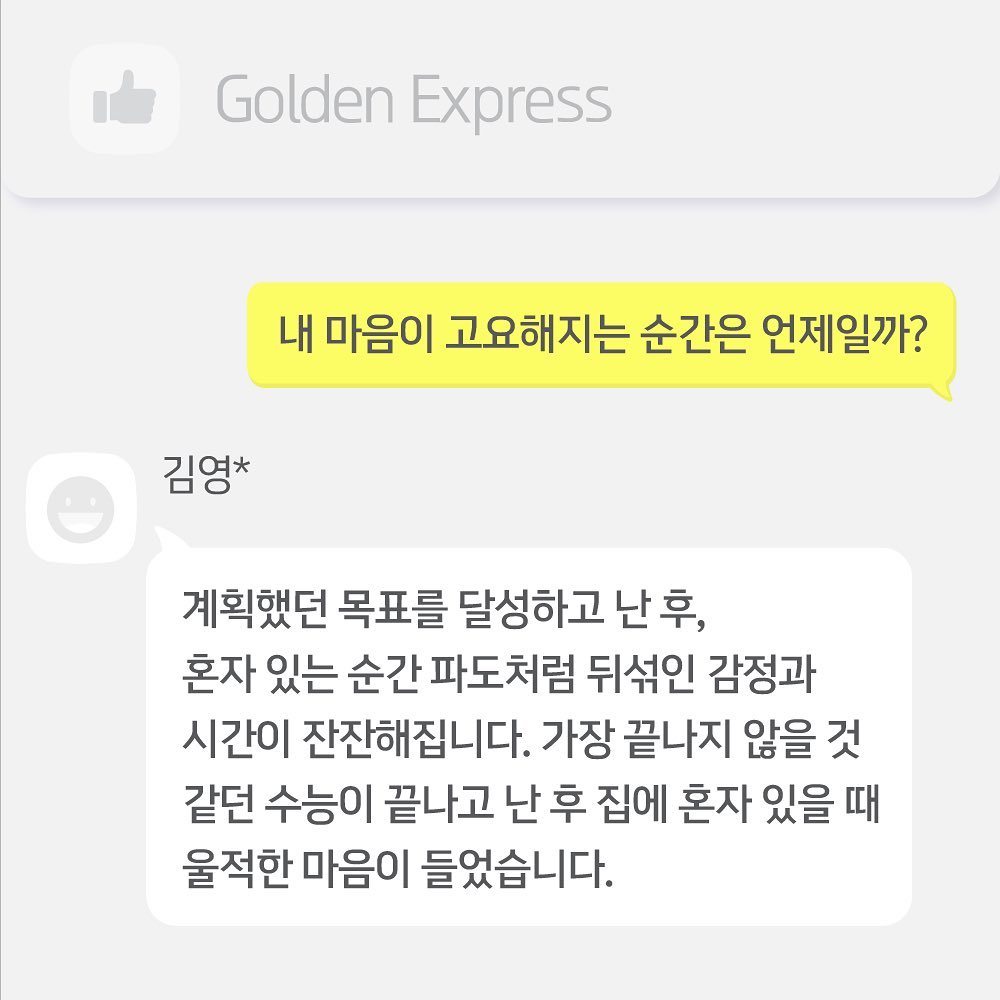 Golden Express
내 마음이 고요해지는 순간은 언제일까?
김영*
계획했던 목표를 달성하고 난 후,
혼자 있는 순간 파도처럼 뒤섞인 감정과
시간이 잔잔해집니다. 가장 끝나지 않을 것
같던 수능이 끝나고 난 후 집에 혼자 있을 때
울적한 마음이 들었습니다.